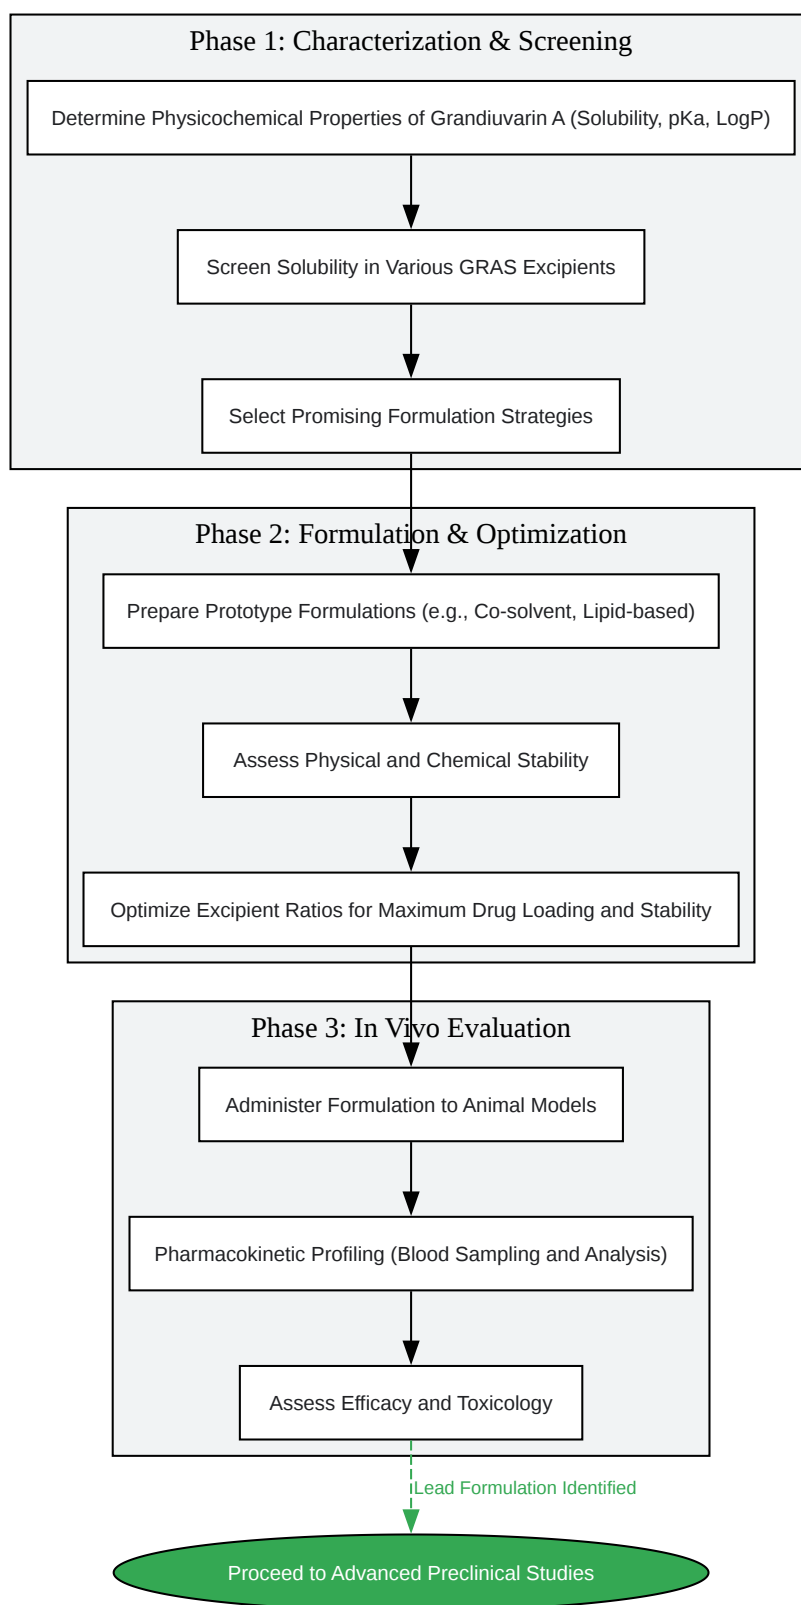 Phase 1: Characterization & Screening
Determine Physicochemical Properties of Grandiuvarin A (Solubility, pKa, LogP)
Screen Solubility in Various GRAS Excipients
Select Promising Formulation Strategies
Phase 2: Formulation & Optimization
Prepare Prototype Formulations (e.g., Co-solvent, Lipid-based)
Assess Physical and Chemical Stability
Optimize Excipient Ratios for Maximum Drug Loading and Stability
Phase 3: In Vivo Evaluation
Administer Formulation to Animal Models
Pharmacokinetic Profiling (Blood Sampling and Analysis)
Assess Efficacy and Toxicology
Lead Formulation Identified
Proceed to Advanced Preclinical Studies